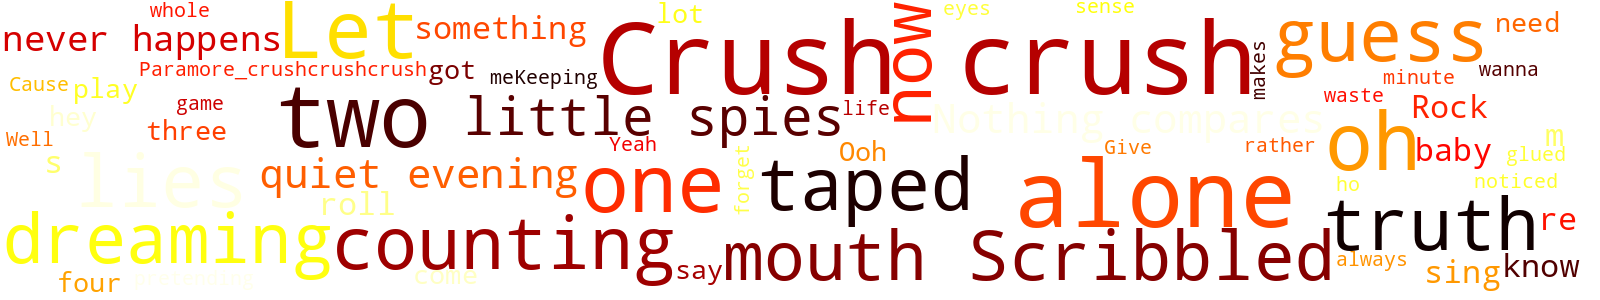 whole Let something lot eyes sense
never happens Crush now crush guess need
Cause play Paramore_crushcrushcrush got meKeeping makes minute wanna
hey game two little spies life Nothing compares waste Rock
Well three Yeah Ooh Give rather oh baby m
s lies quiet evening one forget taped alone glued
roll ho noticed
dreaming counting mouth Scribbled truth re
four come say always sing know